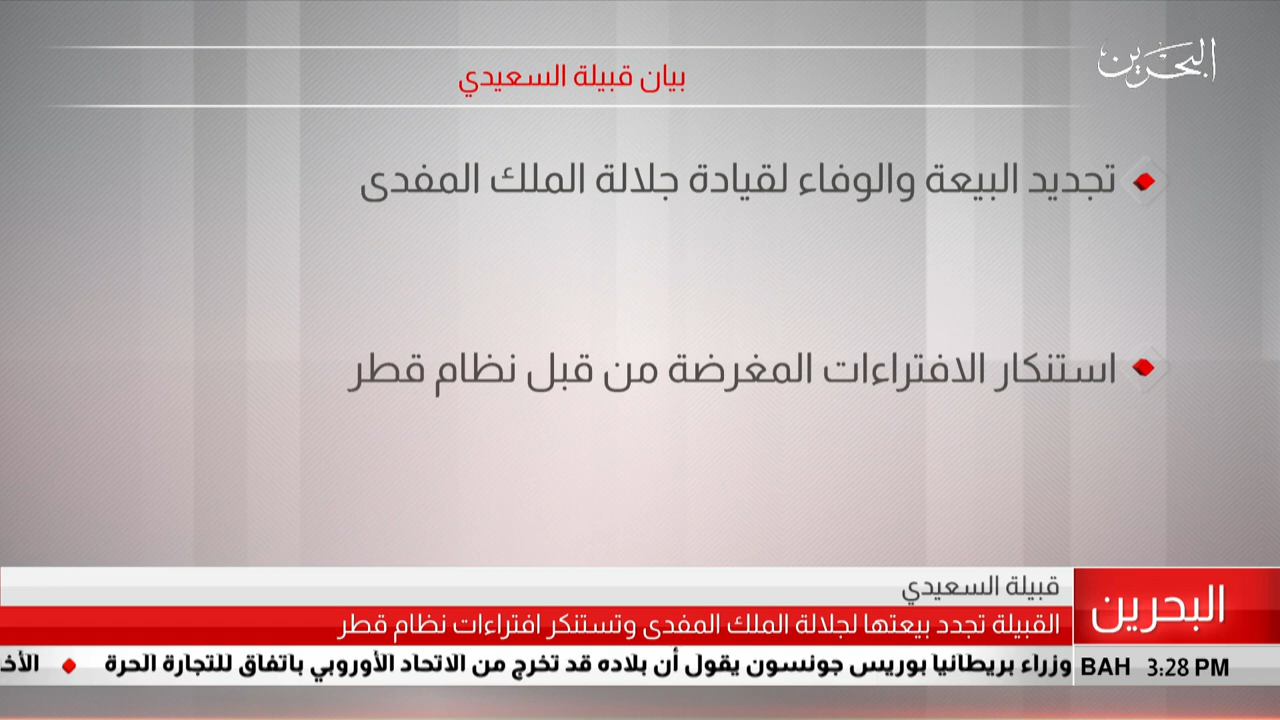 البحرين
بيان قبيلة السعيدي
تجديد البيعة والوفاء لقيادة جلالة الملك المفدى
استنكار الافتراءات المغرضة من قبل نظام قطر
قبيلة السعيدي
البحرين
القبيلة تجدد بيعتها لجلالة الملك المفدى وتستنكر افتراءات نظام قطر
BAH 3:28 PM
وزراء بريطانيا بوريس جونسون يقول أن بلاده قد تخرج من الاتحاد الأوروبي باتفاق للتجارة الحرة